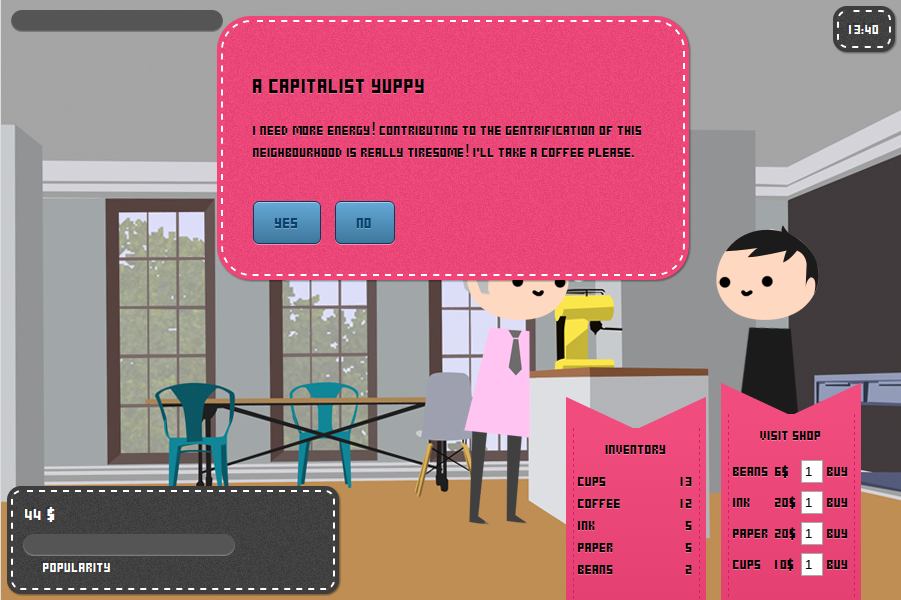 13:40
A CAPITALIST YUPPY
I NEED MORE ENERGY! CONTRIBUTING TO THE GENTRIFICATION OF THIS
NEIGHBOURHOOD IS REALLY TIRESOME! I'LL TAKE A COFFEE PLEASE.
YES NO
INVENTORY
CUPS 13
COFFEE 12
INK 5
PAPER 5
BEANS 2
VISIT SHOP
BEANS 6$ 1 BUY
INK 20$ 1 BUY
PAPER 20$ 1 BUY
CUPS 10$ 1 BUY
44 $
POPULARITY